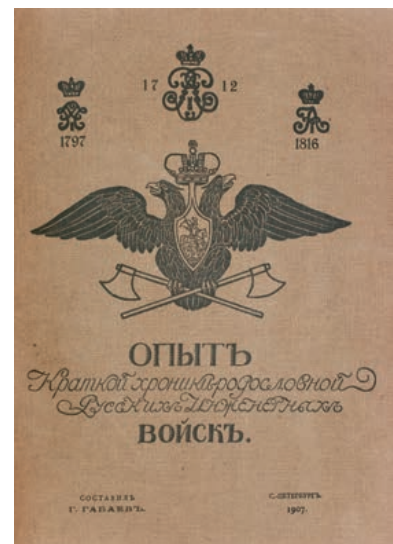 17 12
1797
1816
ОПЫТЪ
Краткой хроники-родословной
Русскихъ Инженерныхъ
ВОЙСКЪ.
СОСТАВИЛЪ
Г. ГАБАЕВЪ.
С.-ПЕТЕРБУРГЪ.
1907.